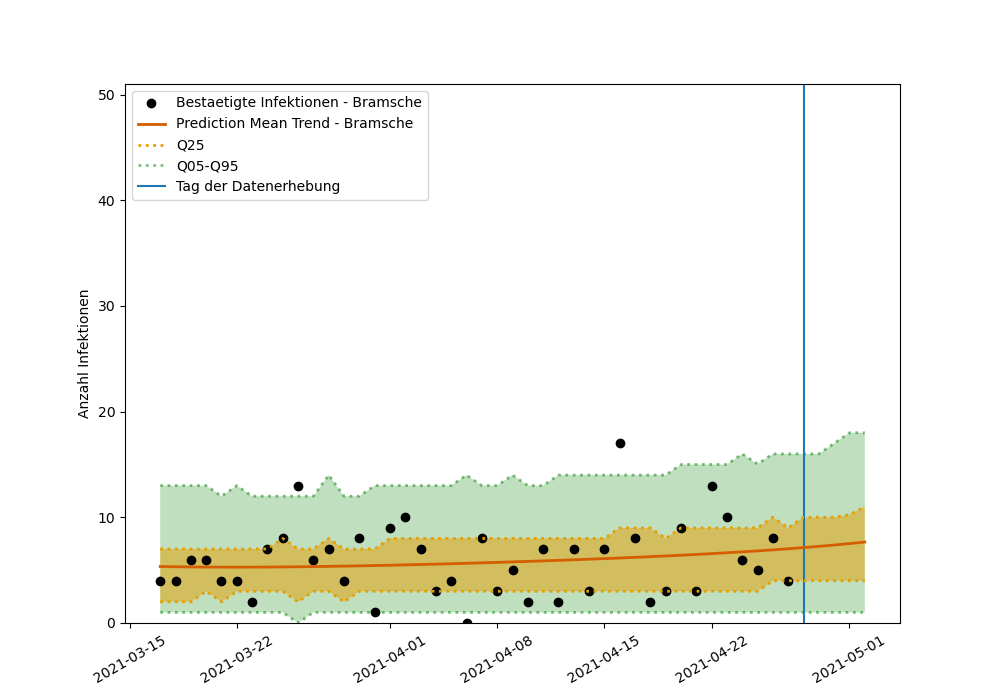 50
40
30
20
10
0
Anzahl Infektionen
Bestaetigte Infektionen - Bramsche
Prediction Mean Trend - Bramsche
Q25
Q05-Q95
Tag der Datenerhebung
2021-03-15
2021-03-22
2021-04-01
2021-04-08
2021-04-15
2021-04-22
2021-05-01